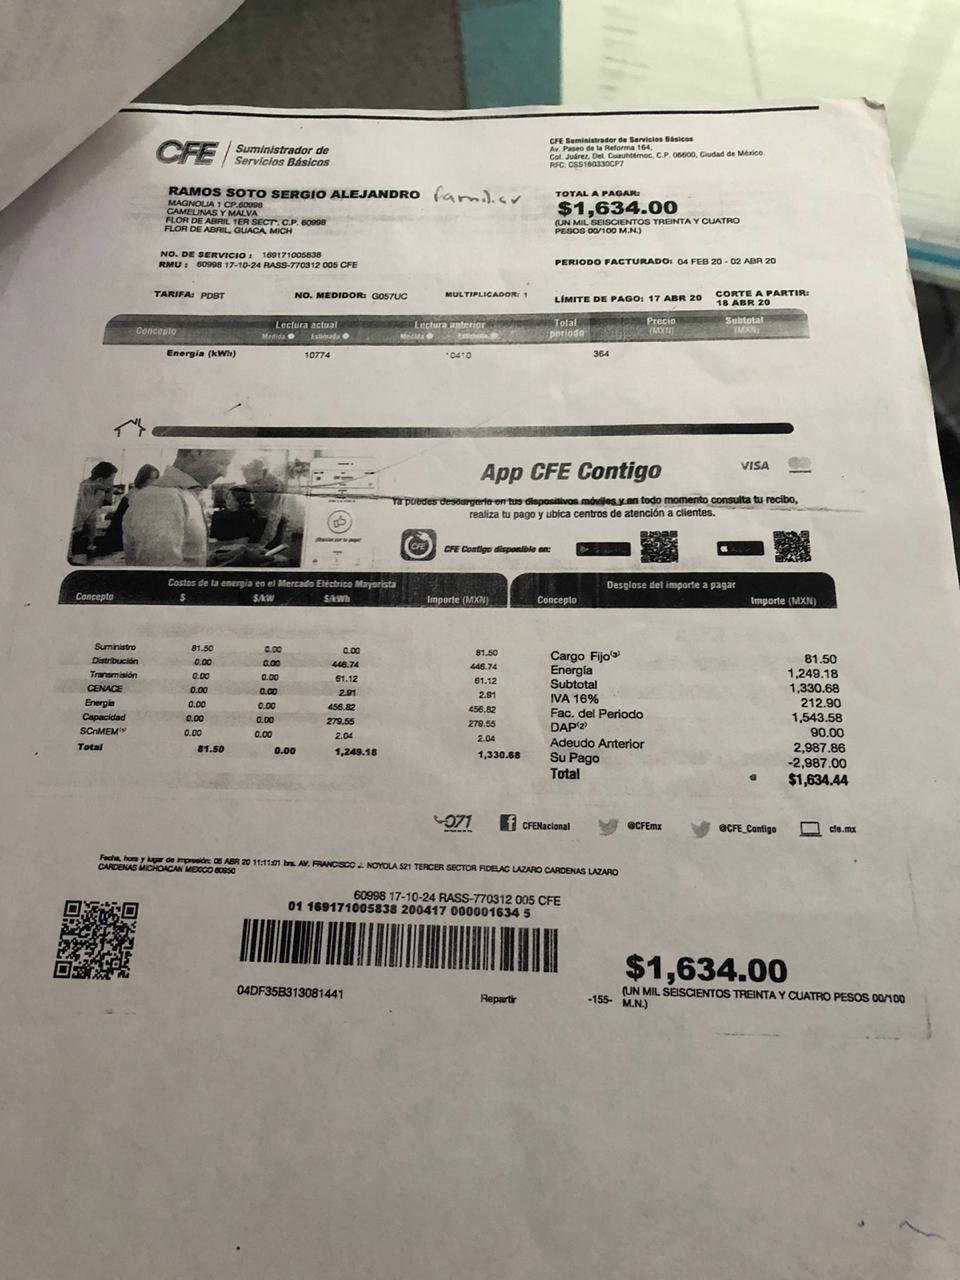 CFE Suministrador de
Servicios Básicos
CFE Suministrador de Servicios Básicos
Av. Paseo de la Reforma 164,
Col. Juárez, Del. Cuauhtémoc, C.P. 06600, Ciudad de México.
RFC: CSS160330CP7
RAMOS SOTO SERGIO ALEJANDRO familiar
MAGNOLIA 1 CP.60998
CAMELINAS Y MALVA
FLOR DE ABRIL 1ER SECT*. C.P. 60998
FLOR DE ABRIL, GUACA, MICH
TOTAL A PAGAR:
$1,634.00
(UN MIL SEISCIENTOS TREINTA Y CUATRO
PESOS 00/100 M.N.)
NO. DE SERVICIO : 169171005838
RMU : 60998 17-10-24 RASS-770312 005 CFE
PERIODO FACTURADO: 04 FEB 20 - 02 ABR 20
TARIFA: PDBT NO. MEDIDOR: G057UC MULTIPLICADOR: 1
LÍMITE DE PAGO: 17 ABR 20 CORTE A PARTIR:
18 ABR 20
Concepto Lectura actual Lectura anterior Total periodo Precio (MXN) Subtotal (MXN)
Medida Estimada Medida Estimada
Energía (kWh) 10774 10410 364
App CFE Contigo VISA
Ya puedes descargarla en tus dispositivos móviles y en todo momento consulta tu recibo,
realiza tu pago y ubica centros de atención a clientes.
CFE CFE Contigo disponible en:
Costos de la energía en el Mercado Eléctrico Mayorista
Concepto $ $/kW $/kWh Importe (MXN)
Suministro 81.50 0.00 0.00 81.50
Distribución 0.00 0.00 446.74 446.74
Transmisión 0.00 0.00 61.12 61.12
CENACE 0.00 0.00 2.91 2.91
Energía 0.00 0.00 456.82 456.82
Capacidad 0.00 0.00 279.55 279.55
SCnMEM 0.00 0.00 2.04 2.04
Total 81.50 0.00 1,249.18 1,330.68
Desglose del importe a pagar
Concepto Importe (MXN)
Cargo Fijo(3) 81.50
Energía 1,249.18
Subtotal 1,330.68
IVA 16% 212.90
Fac. del Periodo 1,543.58
DAP(2) 90.00
Adeudo Anterior 2,987.86
Su Pago -2,987.00
Total $1,634.44
071 CFENacional @CFEmx @CFE_Contigo cfe.mx
Fecha, hora y lugar de impresión: 06 ABR 20 11:11:01 hrs. AV. FRANCISCO J. NOYOLA 521 TERCER SECTOR FIDELAC LAZARO CARDENAS LAZARO
CARDENAS MICHOACAN MEXICO 60950
60998 17-10-24 RASS-770312 005 CFE
01 169171005838 200417 000001634 5
04DF35B313081441 Repartir -155-
$1,634.00
(UN MIL SEISCIENTOS TREINTA Y CUATRO PESOS 00/100
M.N.)